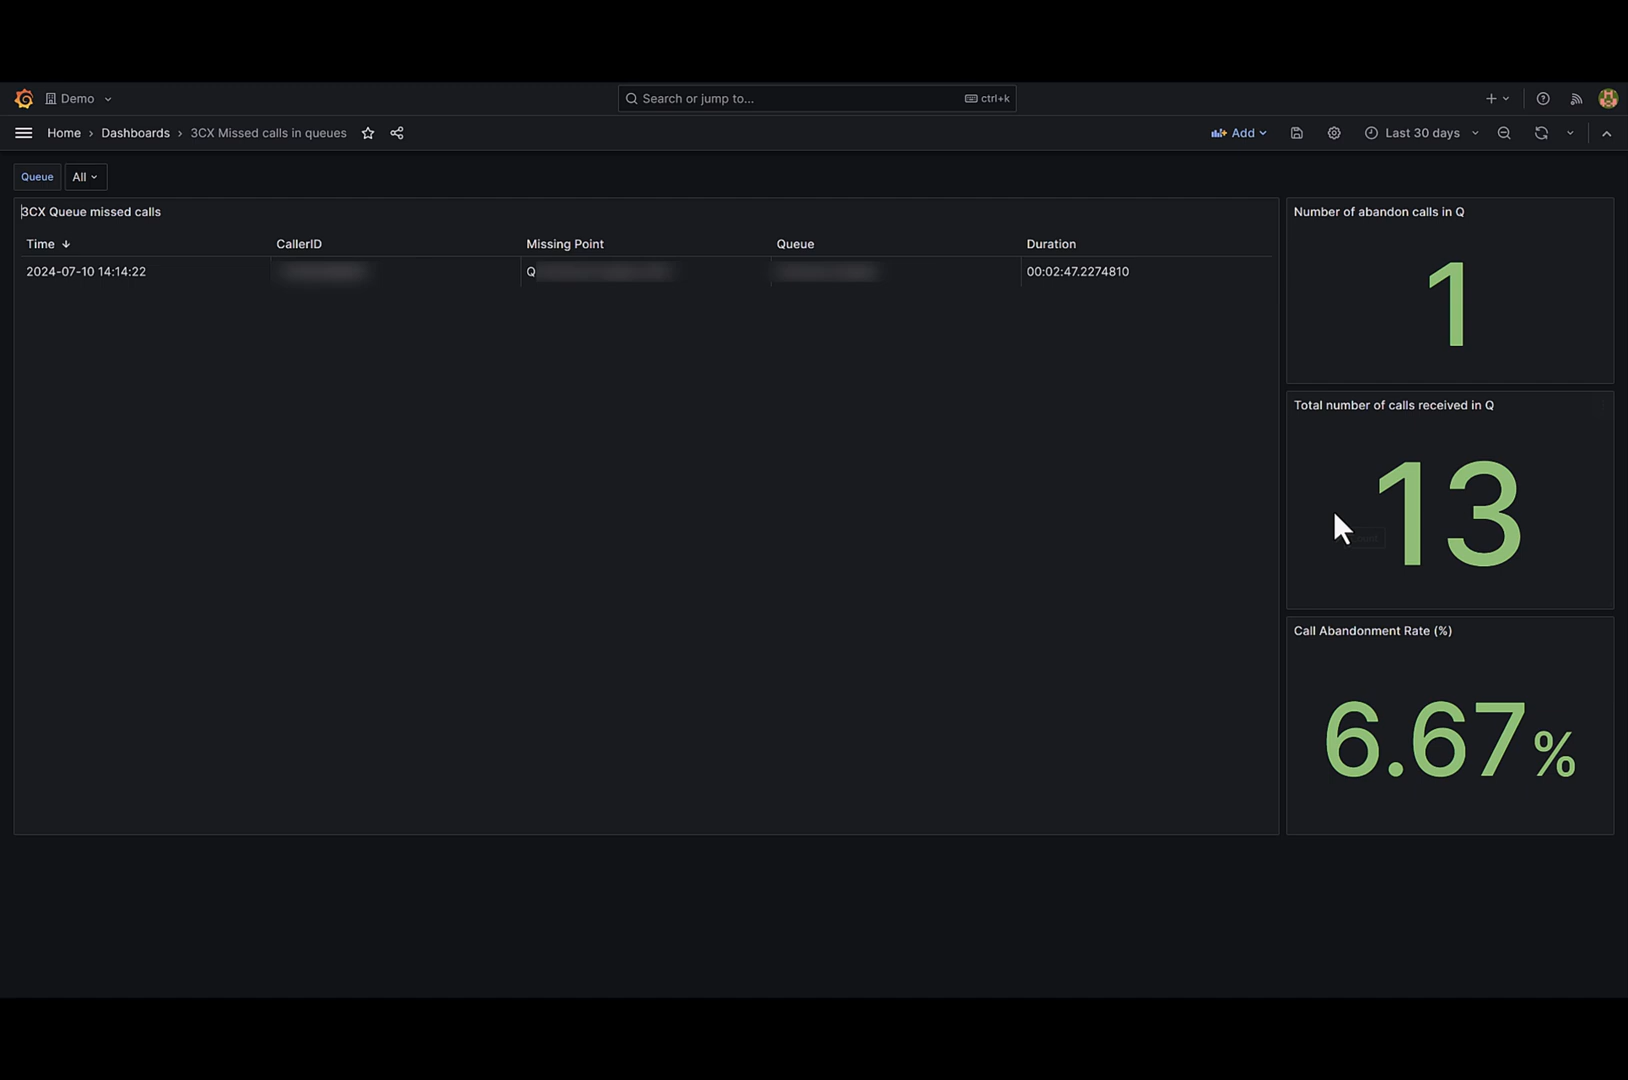 Demo
Search or jump to...
ctrl+k
Home › Dashboards › 3CX Missed calls in queues
Add
Last 30 days
Queue
All
3CX Queue missed calls
Time CallerID Missing Point Queue Duration
2024-07-10 14:14:22 Q 00:02:47.2274810
Number of abandon calls in Q
1
Total number of calls received in Q
13
Call Abandonment Rate (%)
6.67%